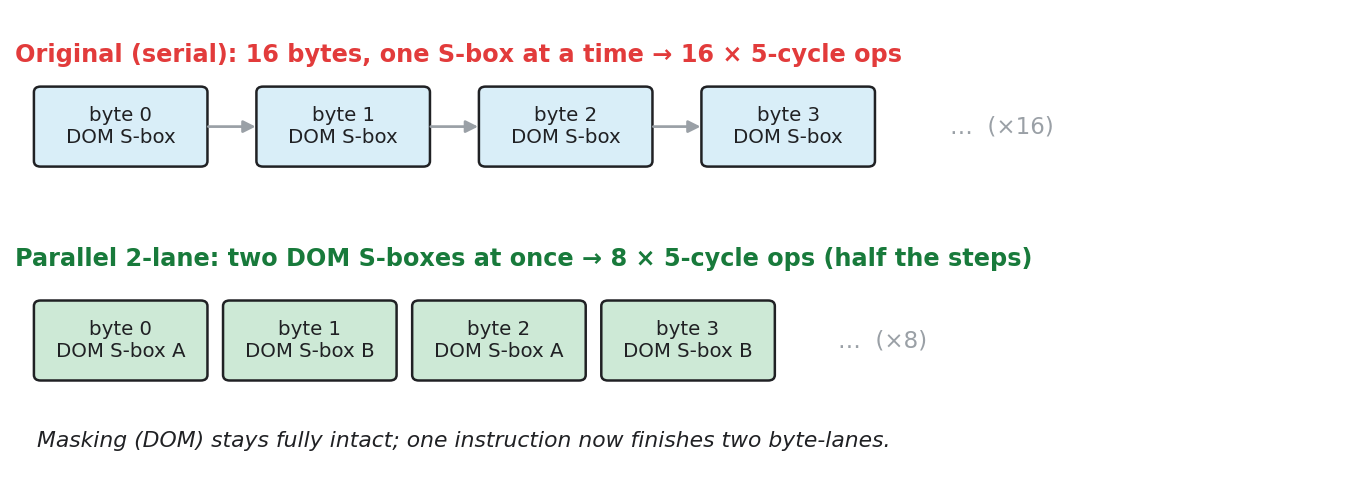 Original (serial): 16 bytes, one S-box at a time → 16 × 5-cycle ops
byte 0
DOM S-box
byte 1
DOM S-box
byte 2
DOM S-box
byte 3
DOM S-box
… (×16)
Parallel 2-lane: two DOM S-boxes at once → 8 × 5-cycle ops (half the steps)
byte 0
DOM S-box A
byte 1
DOM S-box B
byte 2
DOM S-box A
byte 3
DOM S-box B
… (×8)
Masking (DOM) stays fully intact; one instruction now finishes two byte-lanes.